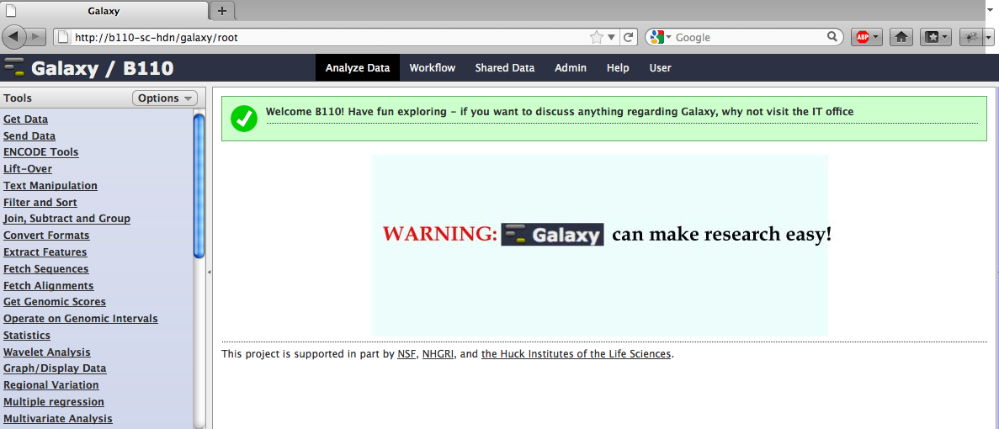 Galaxy
http://b110-sc-hdn/galaxy/root
Google
ABP
Galaxy / B110
Analyze Data Workflow Shared Data Admin Help User
Tools
Options
Get Data
Send Data
ENCODE Tools
Lift-Over
Text Manipulation
Filter and Sort
Join, Subtract and Group
Convert Formats
Extract Features
Fetch Sequences
Fetch Alignments
Get Genomic Scores
Operate on Genomic Intervals
Statistics
Wavelet Analysis
Graph/Display Data
Regional Variation
Multiple regression
Multivariate Analysis
Welcome B110! Have fun exploring - if you want to discuss anything regarding Galaxy, why not visit the IT office
WARNING: Galaxy can make research easy!
This project is supported in part by NSF, NHGRI, and the Huck Institutes of the Life Sciences.